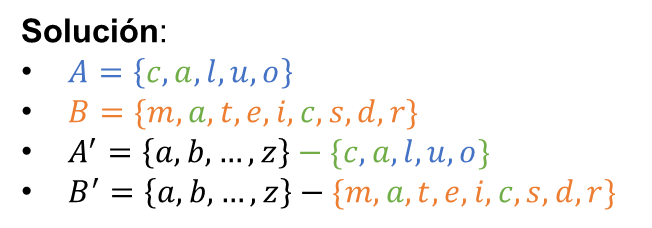 Solución:
• A = {c, a, l, u, o}
• B = {m, a, t, e, i, c, s, d, r}
• A′ = {a, b, …, z} − {c, a, l, u, o}
• B′ = {a, b, …, z} − {m, a, t, e, i, c, s, d, r}